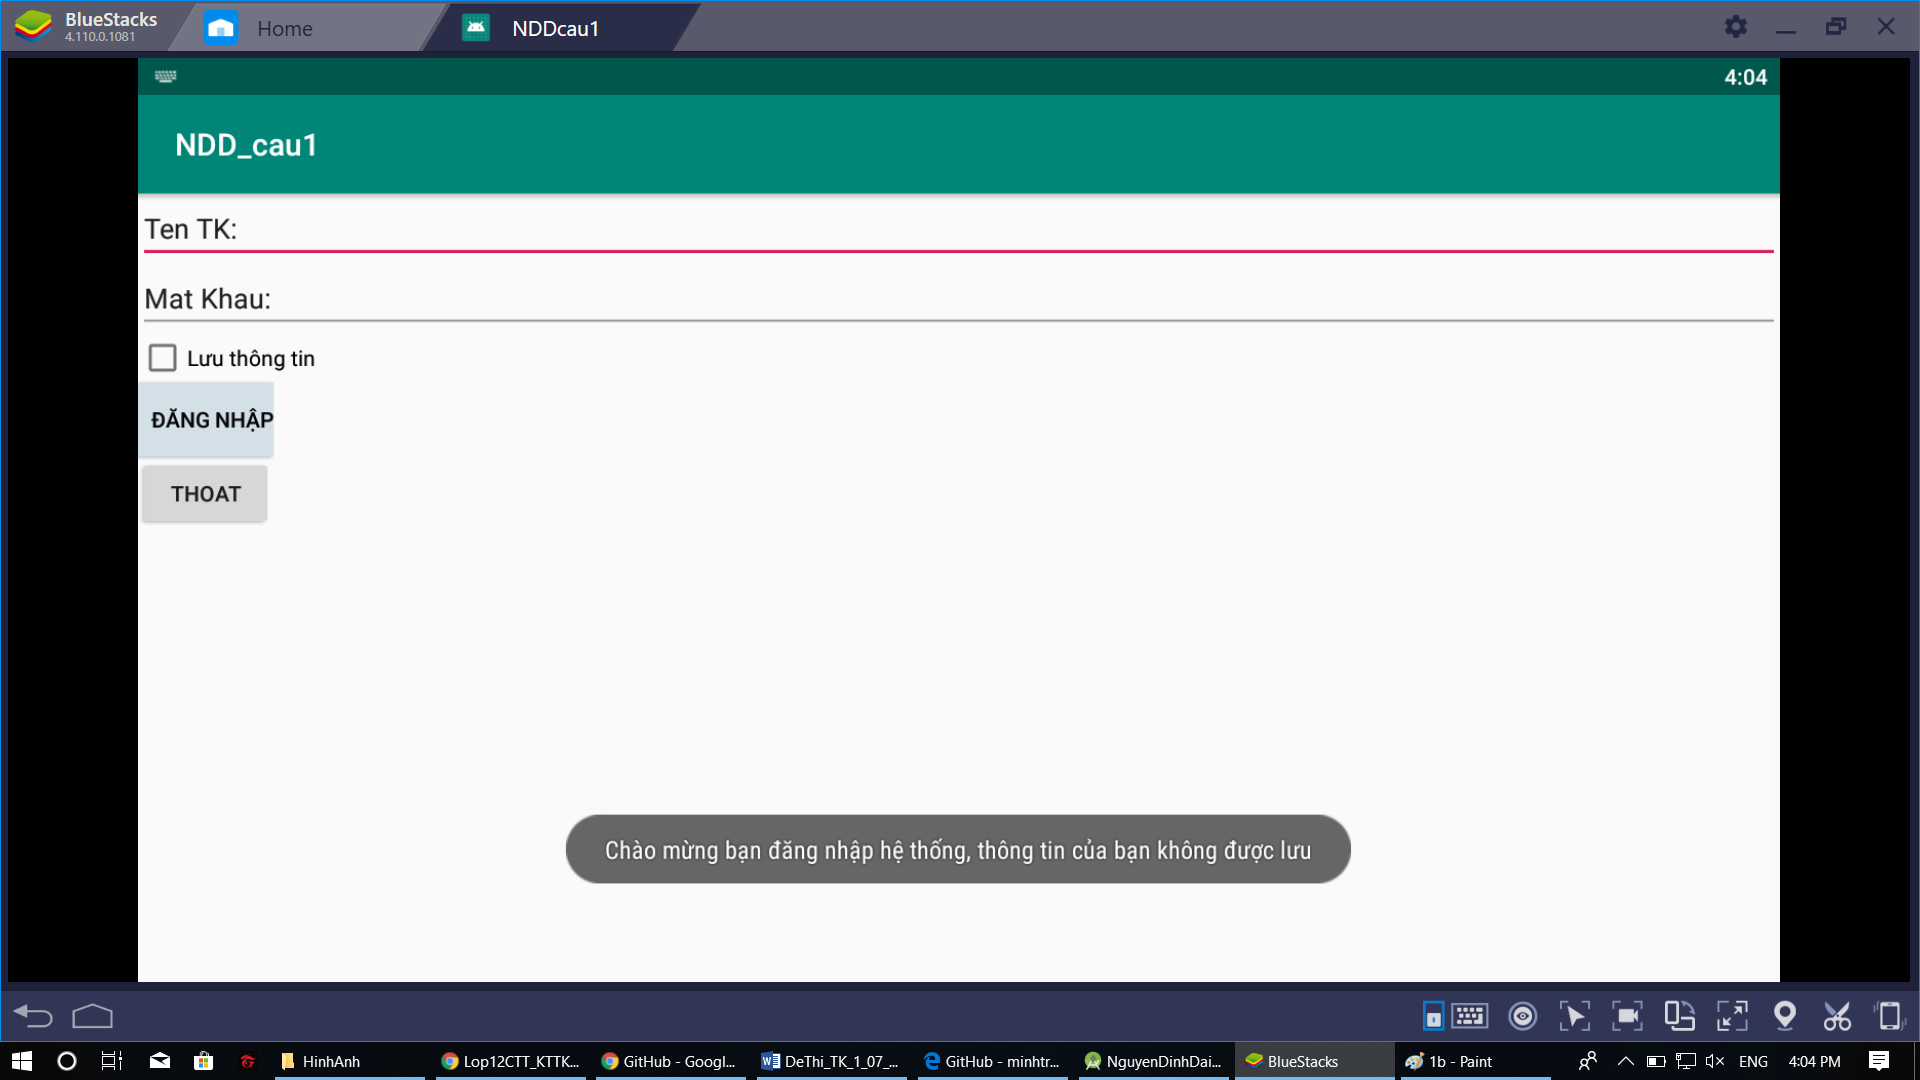 BlueStacks
4.110.0.1081
Home
NDDcau1
4:04
NDD_cau1
Ten TK:
Mat Khau:
Lưu thông tin
ĐĂNG NHẬP
THOAT
Chào mừng bạn đăng nhập hệ thống, thông tin của bạn không được lưu
HinhAnh
Lop12CTT_KTTK...
GitHub - Googl...
DeThi_TK_1_07_...
GitHub - minhtr...
NguyenDinhDai...
BlueStacks
1b - Paint
ENG
4:04 PM